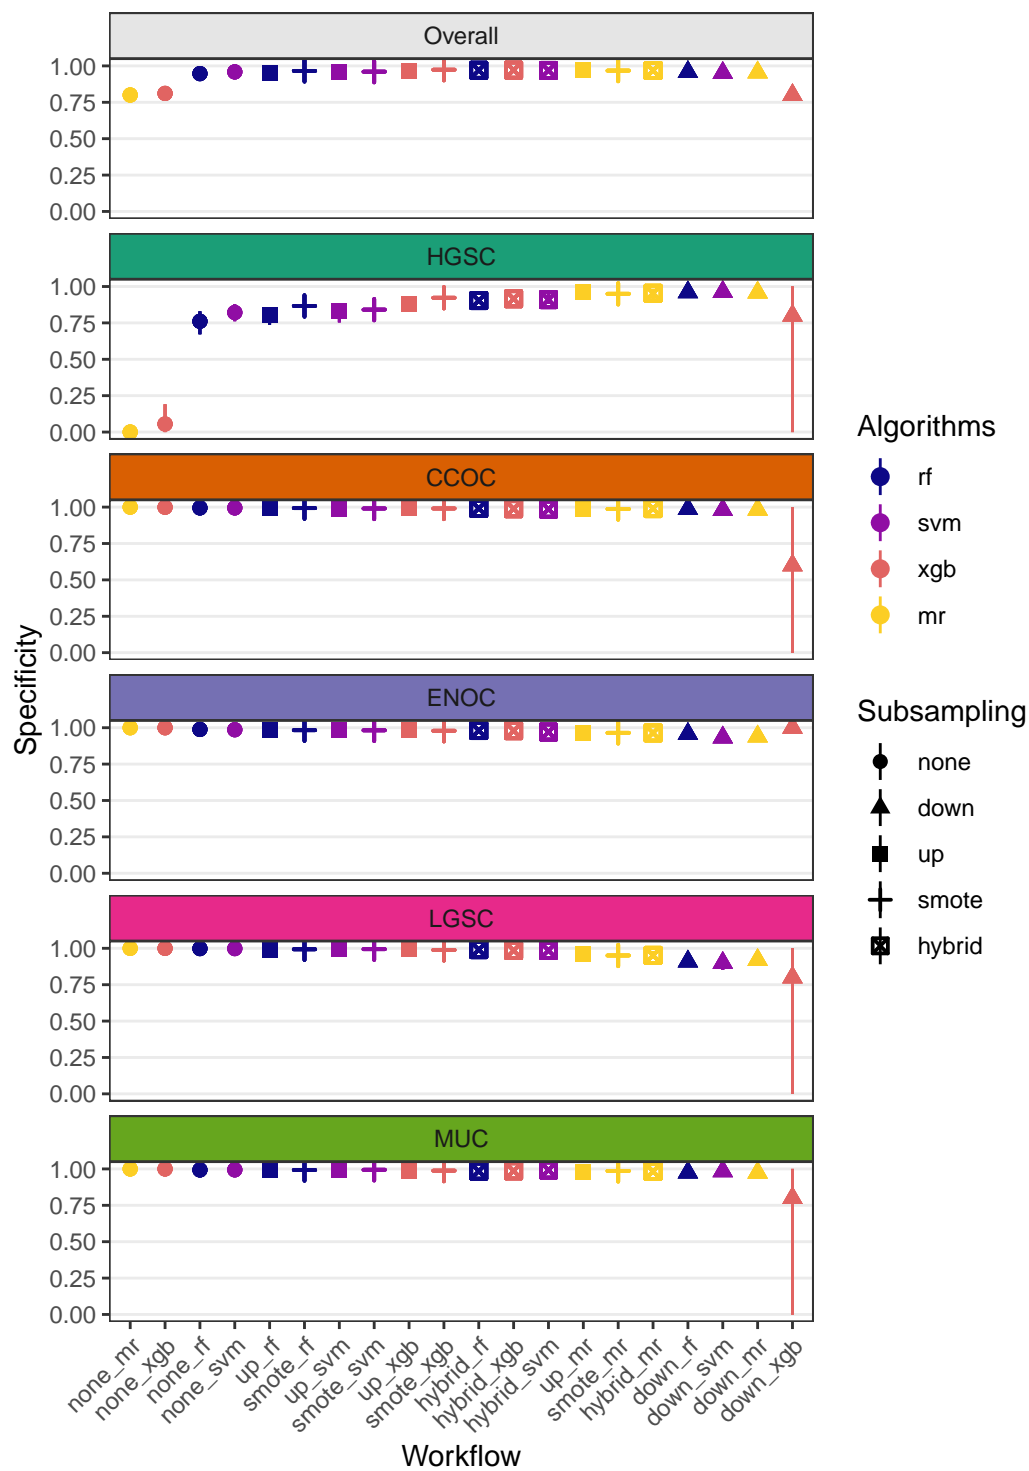 Overall
1.00
0.75
0.50
0.25
0.00
HGSC
1.00
0.75
0.50
0.25
0.00
CCOC
1.00
0.75
0.50
0.25
0.00
ENOC
1.00
0.75
0.50
0.25
0.00
LGSC
1.00
0.75
0.50
0.25
0.00
MUC
1.00
0.75
0.50
0.25
0.00
Specificity
none_mr
none_xgb
none_rf
none_svm
up_rf
smote_rf
up_svm
smote_svm
up_xgb
smote_xgb
hybrid_rf
hybrid_xgb
hybrid_svm
up_mr
smote_mr
hybrid_mr
down_rf
down_svm
down_mr
down_xgb
Workflow
Algorithms
rf
svm
xgb
mr
Subsampling
none
down
up
smote
hybrid